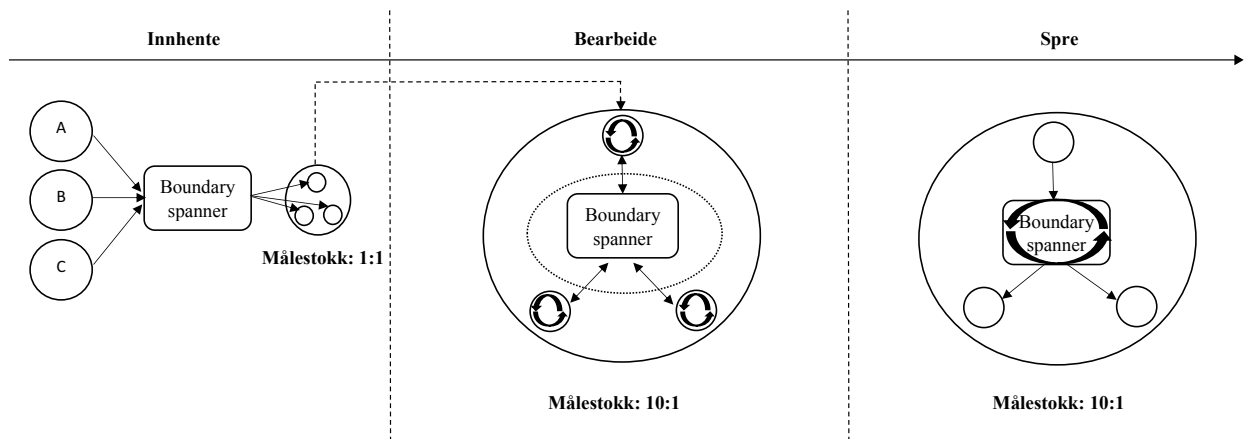 Innhente
Bearbeide
Spre
A
B
C
Boundary
spanner
Målestokk: 1:1
Boundary
spanner
Målestokk: 10:1
Boundary
spanner
Målestokk: 10:1